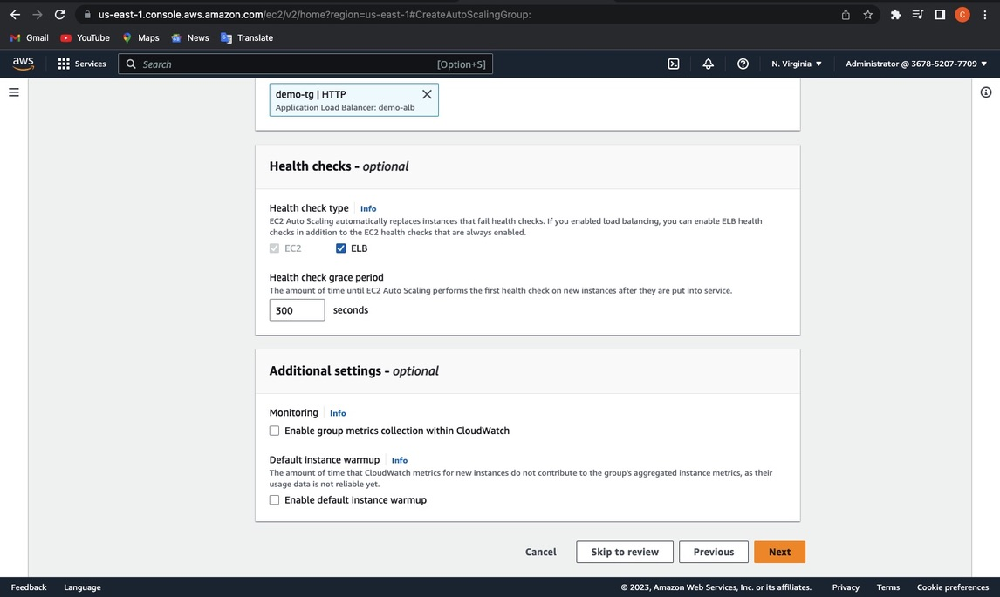 us-east-1.console.aws.amazon.com/ec2/v2/home?region=us-east-1#CreateAutoScalingGroup:
C
Gmail YouTube Maps News Translate
aws Services Search [Option+S] N. Virginia ▼ Administrator @ 3678-5207-7709 ▼
demo-tg | HTTP
Application Load Balancer: demo-alb
Health checks - optional
Health check type Info
EC2 Auto Scaling automatically replaces instances that fail health checks. If you enabled load balancing, you can enable ELB health
checks in addition to the EC2 health checks that are always enabled.
EC2 ELB
Health check grace period
The amount of time until EC2 Auto Scaling performs the first health check on new instances after they are put into service.
300 seconds
Additional settings - optional
Monitoring Info
Enable group metrics collection within CloudWatch
Default instance warmup Info
The amount of time that CloudWatch metrics for new instances do not contribute to the group's aggregated instance metrics, as their
usage data is not reliable yet.
Enable default instance warmup
Cancel Skip to review Previous Next
Feedback Language © 2023, Amazon Web Services, Inc. or its affiliates. Privacy Terms Cookie preferences